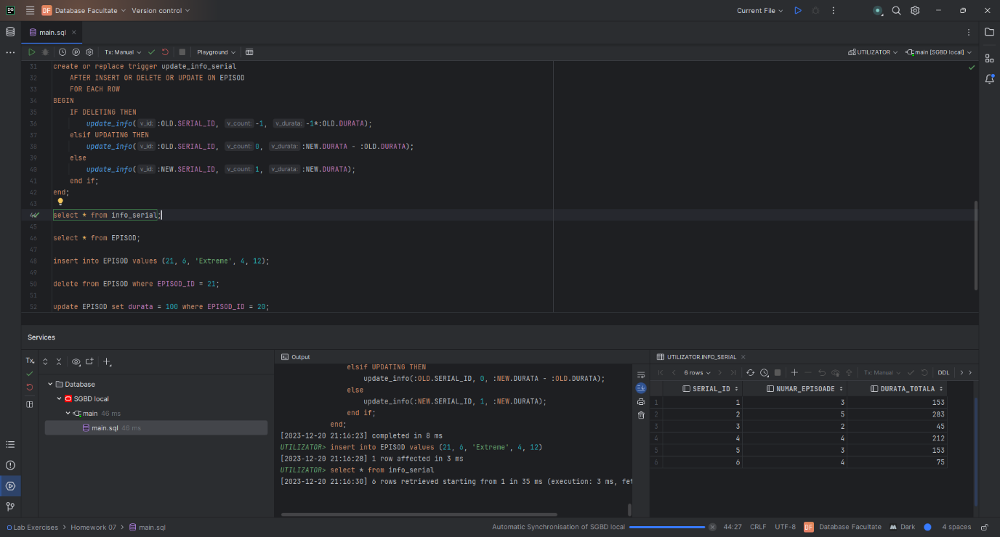 DG
DF Database Facultate Version control Current File
main.sql
Tx: Manual Playground UTILIZATOR main [SGBD local]
31 create or replace trigger update_info_serial
32 AFTER INSERT OR DELETE OR UPDATE ON EPISOD
33 FOR EACH ROW
34 BEGIN
35 IF DELETING THEN
36 update_info( v_id: :OLD.SERIAL_ID, v_count: -1, v_durata: -1*:OLD.DURATA);
37 elsif UPDATING THEN
38 update_info( v_id: :OLD.SERIAL_ID, v_count: 0, v_durata: :NEW.DURATA - :OLD.DURATA);
39 else
40 update_info( v_id: :NEW.SERIAL_ID, v_count: 1, v_durata: :NEW.DURATA);
41 end if;
42 end;
43
select * from info_serial;
45
46 select * from EPISOD;
47
48 insert into EPISOD values (21, 6, 'Extreme', 4, 12);
49
50 delete from EPISOD where EPISOD_ID = 21;
51
52 update EPISOD set durata = 100 where EPISOD_ID = 20;
Services
Tx
Database
SGBD local
main 46 ms
main.sql 46 ms
Output
elsif UPDATING THEN
update_info(:OLD.SERIAL_ID, 0, :NEW.DURATA - :OLD.DURATA);
else
update_info(:NEW.SERIAL_ID, 1, :NEW.DURATA);
end if;
end;
[2023-12-20 21:16:23] completed in 8 ms
UTILIZATOR> insert into EPISOD values (21, 6, 'Extreme', 4, 12)
[2023-12-20 21:16:28] 1 row affected in 3 ms
UTILIZATOR> select * from info_serial
[2023-12-20 21:16:30] 6 rows retrieved starting from 1 in 35 ms (execution: 3 ms, fet
UTILIZATOR.INFO_SERIAL
6 rows Tx: Manual DDL
SERIAL_ID NUMAR_EPISOADE DURATA_TOTALA
1 1 3 153
2 2 5 283
3 3 2 45
4 4 4 212
5 5 3 153
6 6 4 75
Lab Exercises > Homework 07 > main.sql Automatic Synchronisation of SGBD local 44:27 CRLF UTF-8 DF Database Facultate Dark 4 spaces